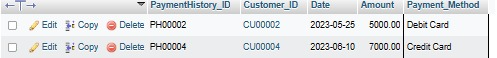 PaymentHistory_ID Customer_ID Date Amount Payment_Method
Edit Copy Delete PH00002 CU00002 2023-05-25 5000.00 Debit Card
Edit Copy Delete PH00004 CU00004 2023-06-10 7000.00 Credit Card